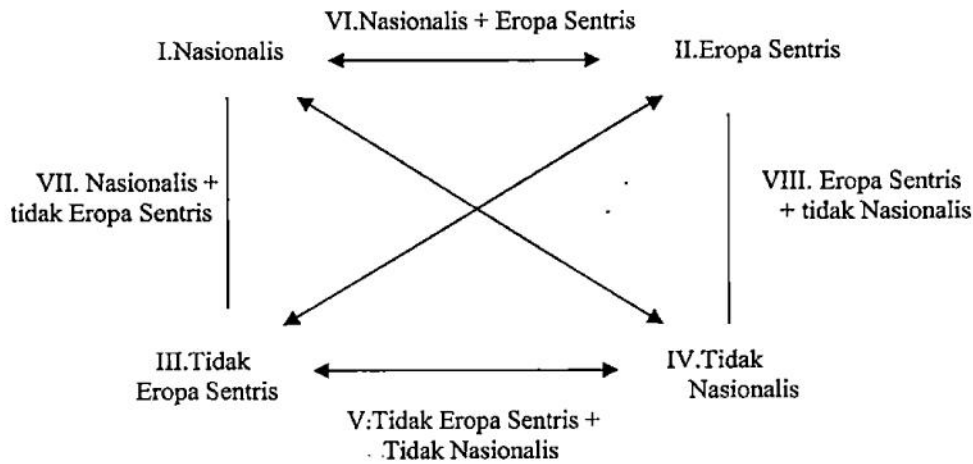 VI.Nasionalis + Eropa Sentris
I.Nasionalis
II.Eropa Sentris
VII. Nasionalis +
tidak Eropa Sentris
VIII. Eropa Sentris
+ tidak Nasionalis
III.Tidak
Eropa Sentris
IV.Tidak
Nasionalis
V:Tidak Eropa Sentris +
Tidak Nasionalis